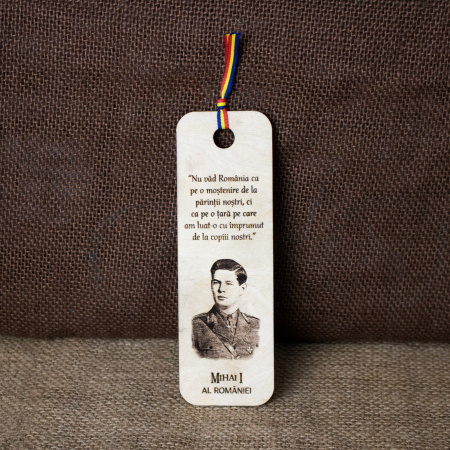 “Nu văd România ca
pe o moștenire de la
părinții noștri, ci
ca pe o țară pe care
am luat-o cu împrumut
de la copiii noștri.”
MIHAI I
AL ROMÂNIEI